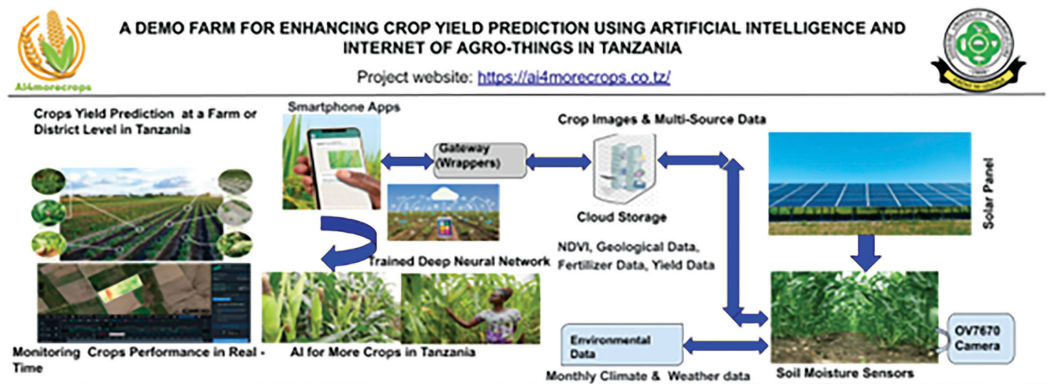 A DEMO FARM FOR ENHANCING CROP YIELD PREDICTION USING ARTIFICIAL INTELLIGENCE AND
INTERNET OF AGRO-THINGS IN TANZANIA
Project website: https://ai4morecrops.co.tz/
Ai4morecrops
Crops Yield Prediction at a Farm or
District Level in Tanzania
Smartphone Apps
Gateway
(Wrappers)
Crop Images & Multi-Source Data
Cloud Storage
NDVI, Geological Data,
Fertilizer Data, Yield Data
Solar Panel
Trained Deep Neural Network
Monitoring Crops Performance in Real -
Time
AI for More Crops in Tanzania
Environmental
Data
Monthly Climate & Weather data
Soil Moisture Sensors
OV7670
Camera